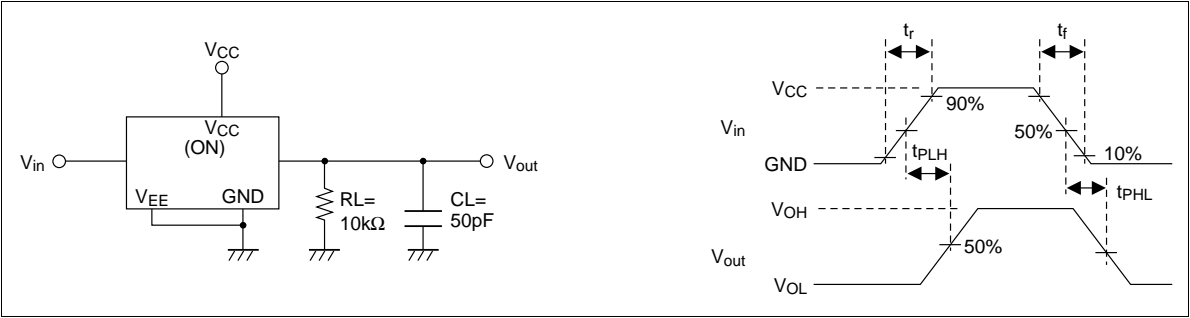 VCC
VCC
(ON)
Vin
Vout
VEE
GND
RL=
10kΩ
CL=
50pF
tr
tf
VCC
90%
Vin
50%
tPLH
GND
10%
tPHL
VOH
50%
Vout
VOL